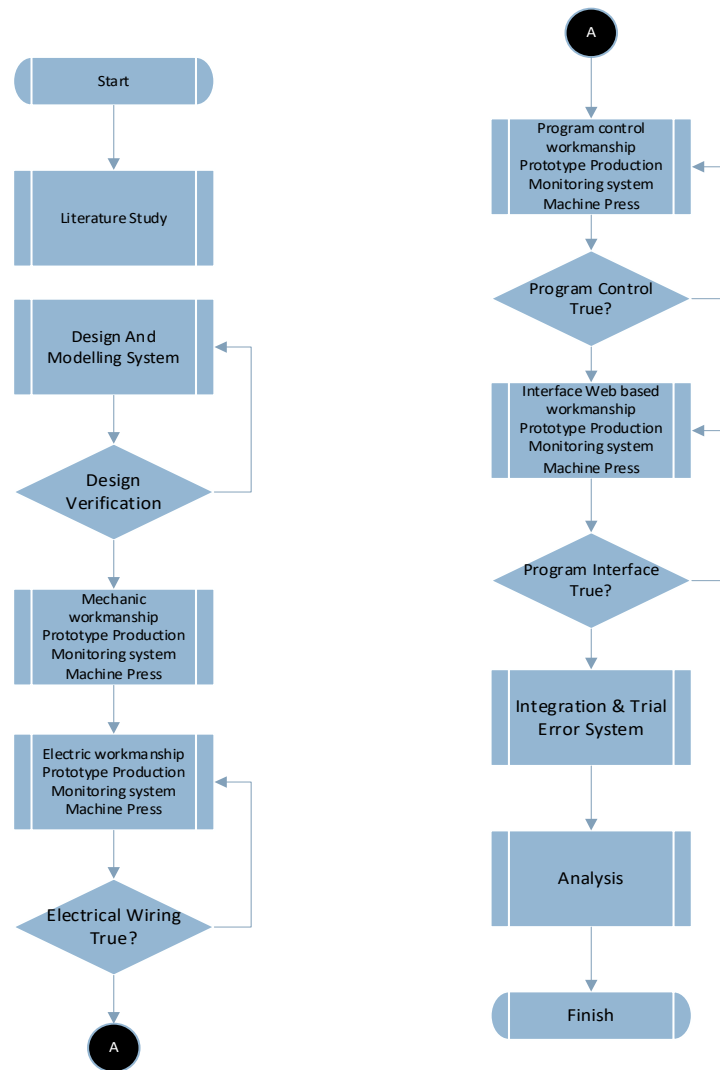 Start
Literature Study
Design And
Modelling System
Design
Verification
Mechanic
workmanship
Prototype Production
Monitoring system
Machine Press
Electric workmanship
Prototype Production
Monitoring system
Machine Press
Electrical Wiring
True?
A
A
Program control
workmanship
Prototype Production
Monitoring system
Machine Press
Program Control
True?
Interface Web based
workmanship
Prototype Production
Monitoring system
Machine Press
Program Interface
True?
Integration & Trial
Error System
Analysis
Finish